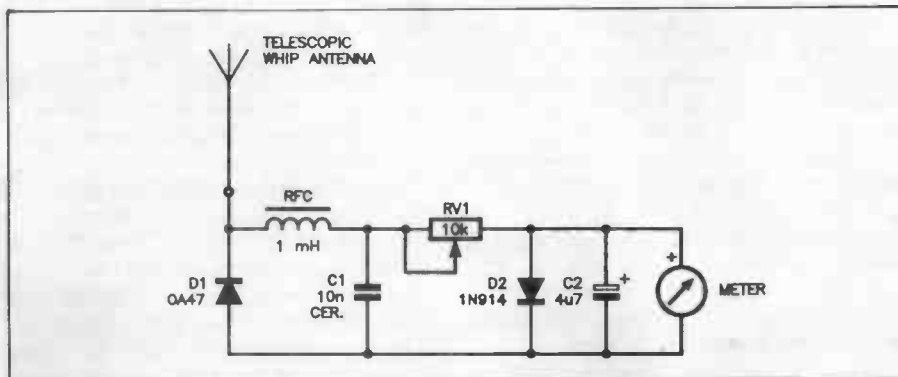 TELESCOPIC
WHIP ANTENNA
RFC
1 mH
RV1
10k
D1
OA47
C1
10n
CER.
D2
1N914
C2
4u7
+
+
METER